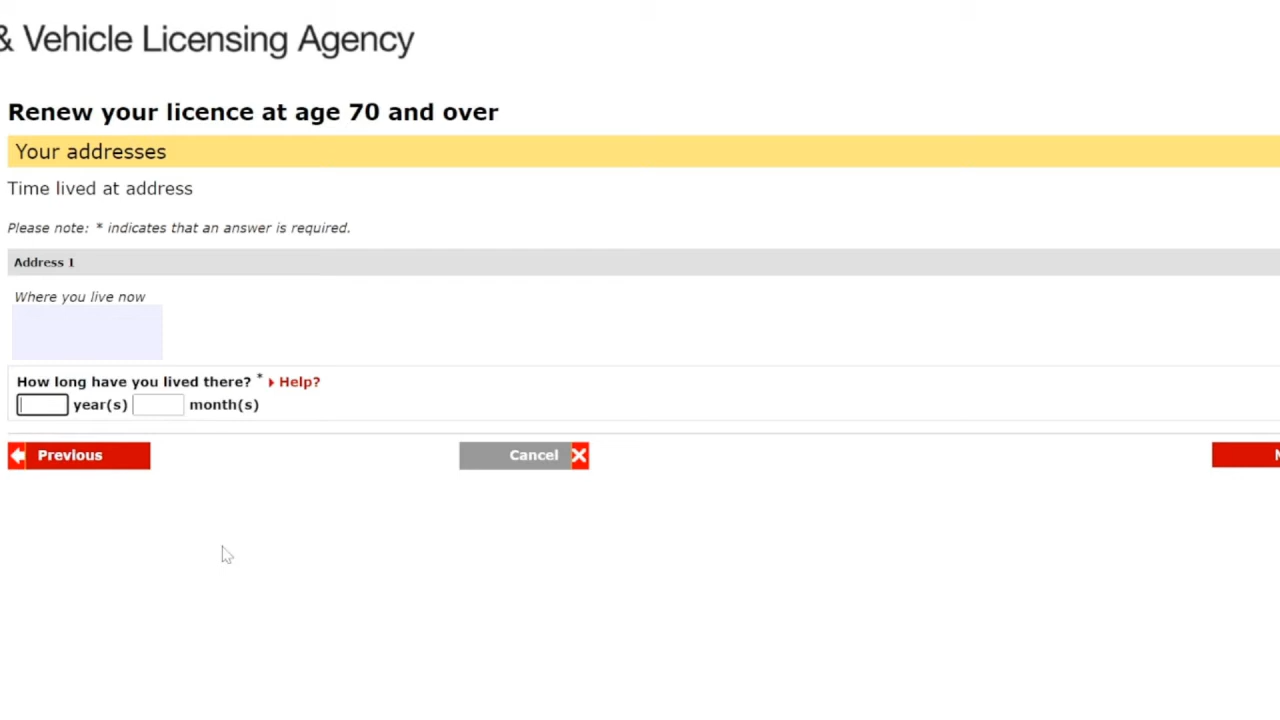 & Vehicle Licensing Agency
Renew your licence at age 70 and over
Your addresses
Time lived at address
Please note: * indicates that an answer is required.
Address 1
Where you live now
How long have you lived there? * Help?
year(s) month(s)
Previous Cancel